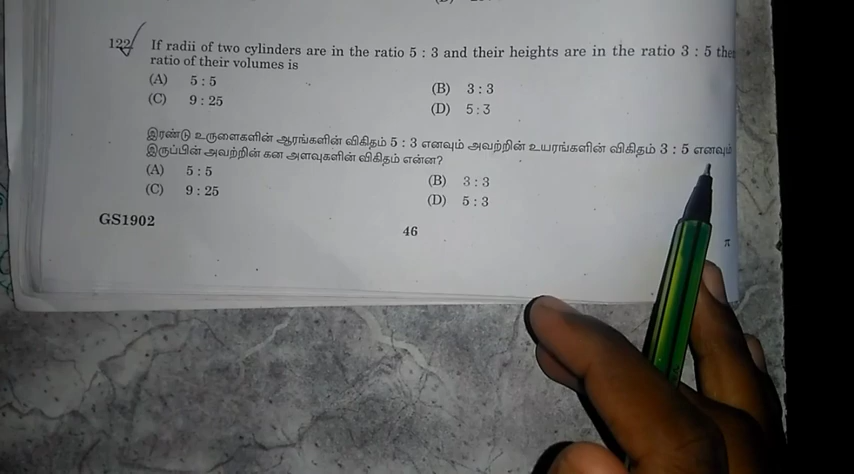 122. If radii of two cylinders are in the ratio 5 : 3 and their heights are in the ratio 3 : 5 the
ratio of their volumes is
(A) 5 : 5
(B) 3 : 3
(C) 9 : 25
(D) 5 : 3
இரண்டு உருளைகளின் ஆரங்களின் விகிதம் 5 : 3 எனவும் அவற்றின் உயரங்களின் விகிதம் 3 : 5 எனவும்
இருப்பின் அவற்றின் கன அளவுகளின் விகிதம் என்ன?
(A) 5 : 5
(B) 3 : 3
(C) 9 : 25
(D) 5 : 3
GS1902
46
π